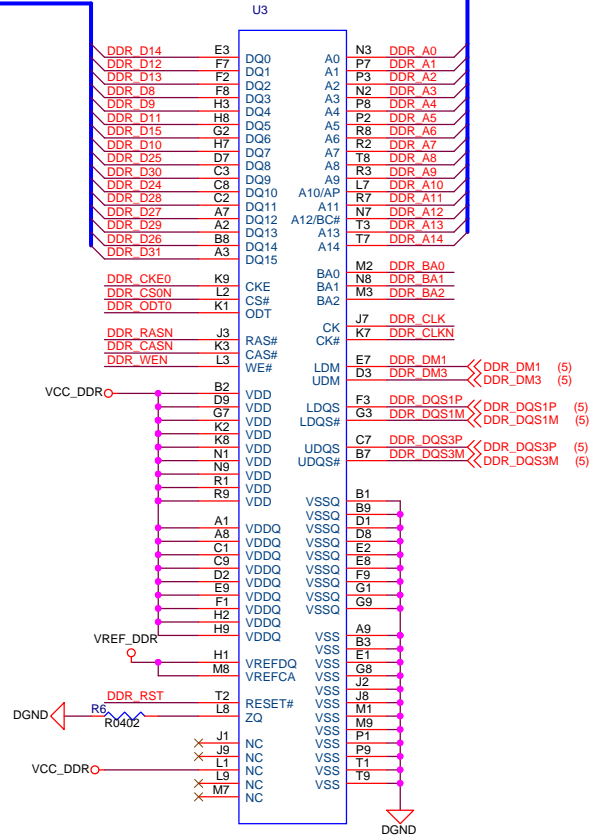 U3
DDR_D14 E3 DQ0 A0 N3 DDR_A0
DDR_D12 F7 DQ1 A1 P7 DDR_A1
DDR_D13 F2 DQ2 A2 P3 DDR_A2
DDR_D8 F8 DQ3 A3 N2 DDR_A3
DDR_D9 H3 DQ4 A4 P8 DDR_A4
DDR_D11 H8 DQ5 A5 P2 DDR_A5
DDR_D15 G2 DQ6 A6 R8 DDR_A6
DDR_D10 H7 DQ7 A7 R2 DDR_A7
DDR_D25 D7 DQ8 A8 T8 DDR_A8
DDR_D30 C3 DQ9 A9 R3 DDR_A9
DDR_D24 C8 DQ10 A10/AP L7 DDR_A10
DDR_D28 C2 DQ11 A11 R7 DDR_A11
DDR_D27 A7 DQ12 A12/BC# N7 DDR_A12
DDR_D29 A2 DQ13 A13 T3 DDR_A13
DDR_D26 B8 DQ14 A14 T7 DDR_A14
DDR_D31 A3 DQ15
BA0 M2 DDR_BA0
DDR_CKE0 K9 CKE BA1 N8 DDR_BA1
DDR_CS0N L2 CS# BA2 M3 DDR_BA2
DDR_ODT0 K1 ODT
CK J7 DDR_CLK
DDR_RASN J3 RAS# CK# K7 DDR_CLKN
DDR_CASN K3 CAS#
DDR_WEN L3 WE# LDM E7 DDR_DM1 DDR_DM1 (5)
UDM D3 DDR_DM3 DDR_DM3 (5)
VCC_DDR B2 VDD
D9 VDD LDQS F3 DDR_DQS1P DDR_DQS1P (5)
G7 VDD LDQS# G3 DDR_DQS1M DDR_DQS1M (5)
K2 VDD
K8 VDD UDQS C7 DDR_DQS3P DDR_DQS3P (5)
N1 VDD UDQS# B7 DDR_DQS3M DDR_DQS3M (5)
N9 VDD
R1 VDD
R9 VDD VSSQ B1
VSSQ B9
A1 VDDQ VSSQ D1
A8 VDDQ VSSQ D8
C1 VDDQ VSSQ E2
C9 VDDQ VSSQ E8
D2 VDDQ VSSQ F9
E9 VDDQ VSSQ G1
F1 VDDQ VSSQ G9
H2 VDDQ
H9 VDDQ VSS A9
VREF_DDR VSS B3
H1 VREFDQ VSS E1
M8 VREFCA VSS G8
VSS J2
DDR_RST T2 RESET# VSS J8
DGND R6 R0402 L8 ZQ VSS M1
VSS M9
J1 NC VSS P1
J9 NC VSS P9
VCC_DDR L1 NC VSS T1
L9 NC VSS T9
M7 NC
DGND